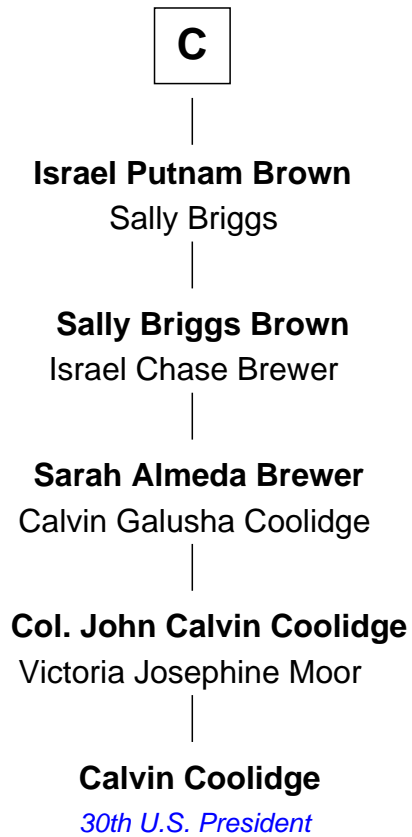 C
Israel Putnam Brown
Sally Briggs
Sally Briggs Brown
Israel Chase Brewer
Sarah Almeda Brewer
Calvin Galusha Coolidge
Col. John Calvin Coolidge
Victoria Josephine Moor
Calvin Coolidge
30th U.S. President